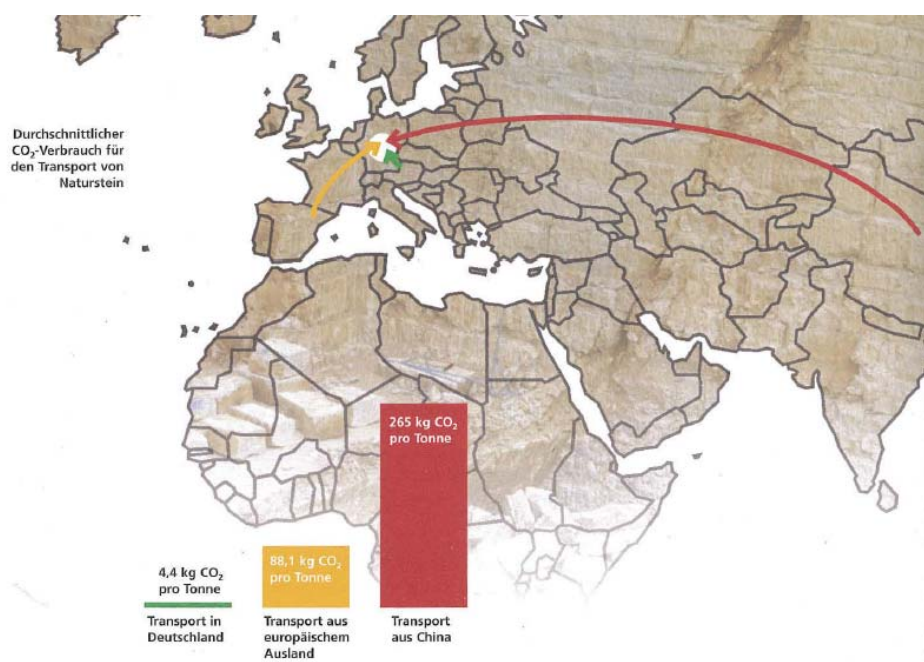 Durchschnittlicher
CO₂-Verbrauch für
den Transport von
Naturstein
265 kg CO₂
pro Tonne
88,1 kg CO₂
pro Tonne
4,4 kg CO₂
pro Tonne
Transport in
Deutschland
Transport aus
europäischem
Ausland
Transport
aus China